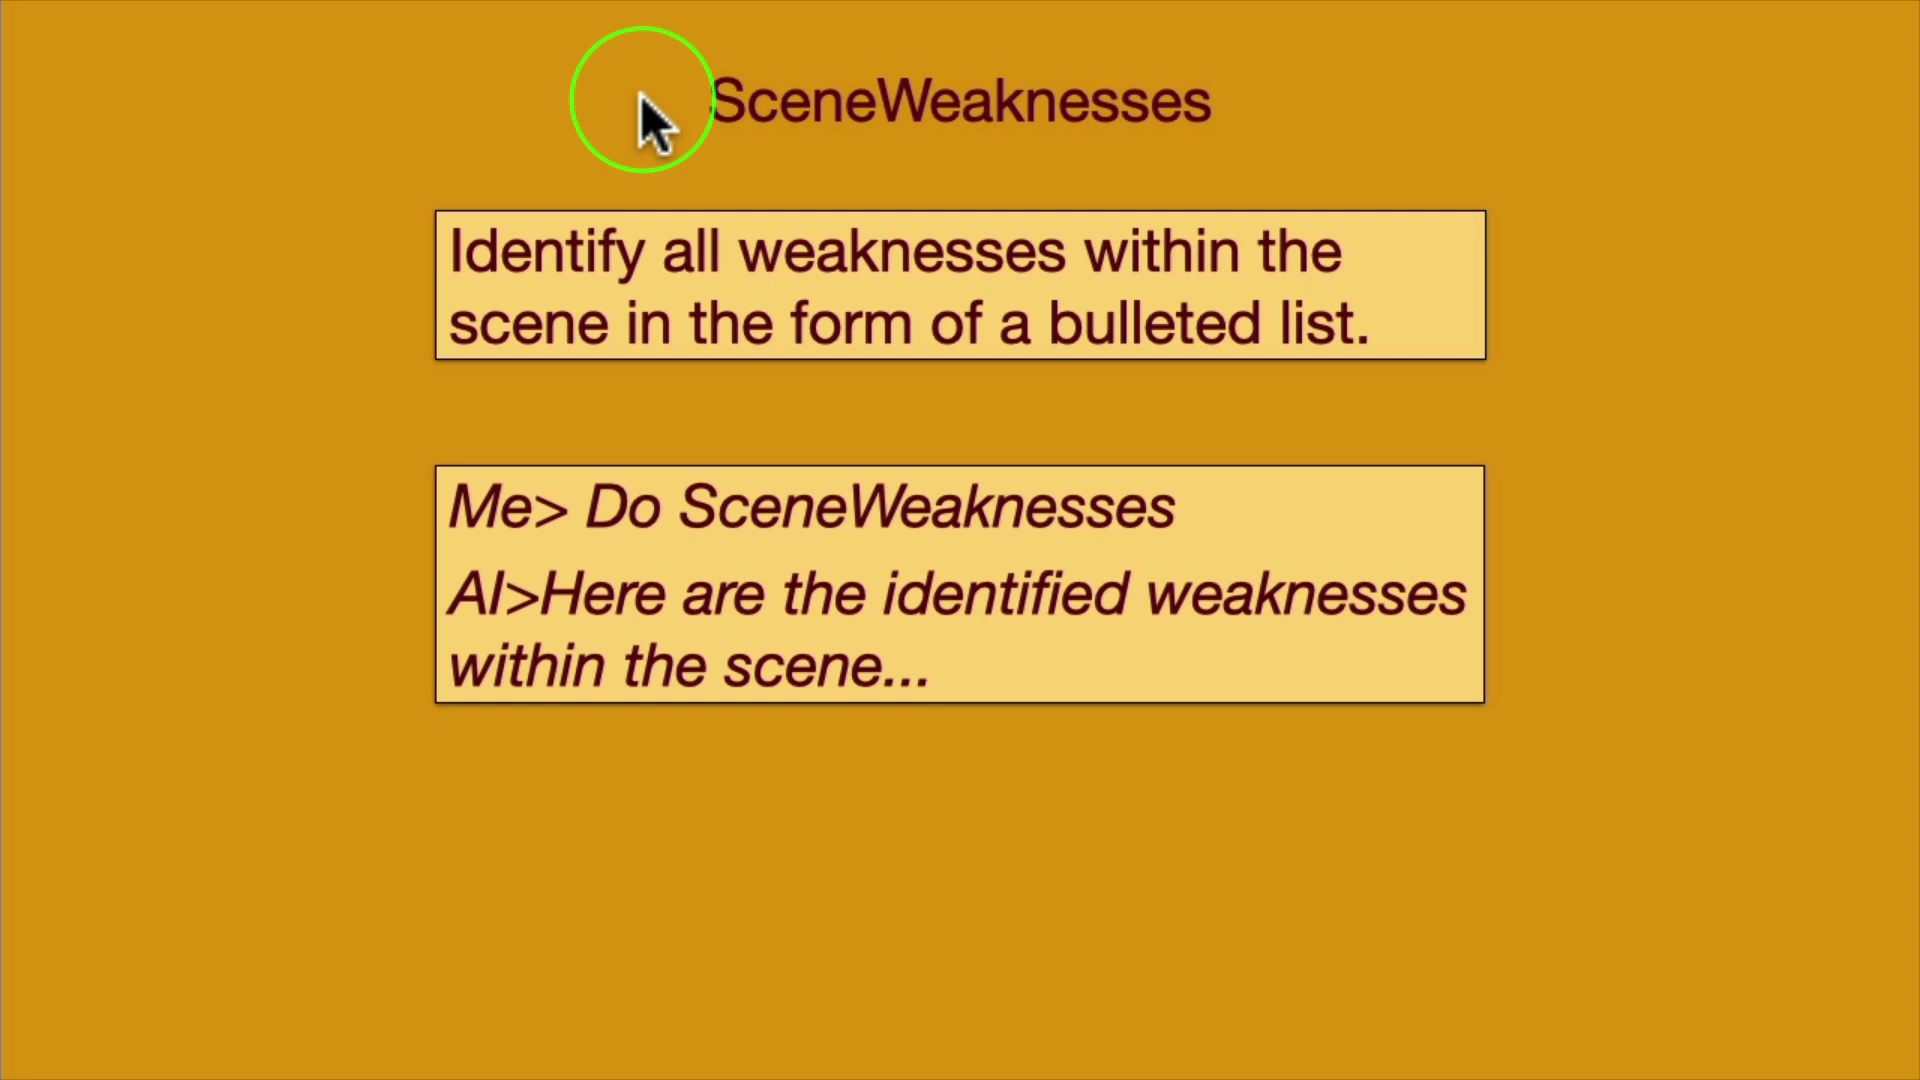 SceneWeaknesses
Identify all weaknesses within the
scene in the form of a bulleted list.
Me> Do SceneWeaknesses
AI>Here are the identified weaknesses
within the scene...